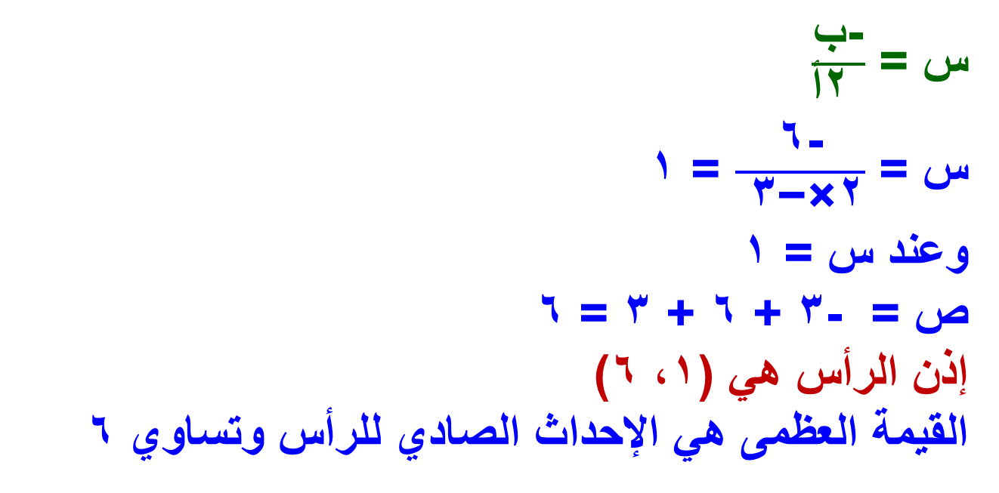 س = -ب / ٢أ
س = -٦ / ٢×–٣ = ١
وعند س = ١
ص = -٣ + ٦ + ٣ = ٦
إذن الرأس هي (١، ٦)
القيمة العظمى هي الإحداث الصادي للرأس وتساوي ٦